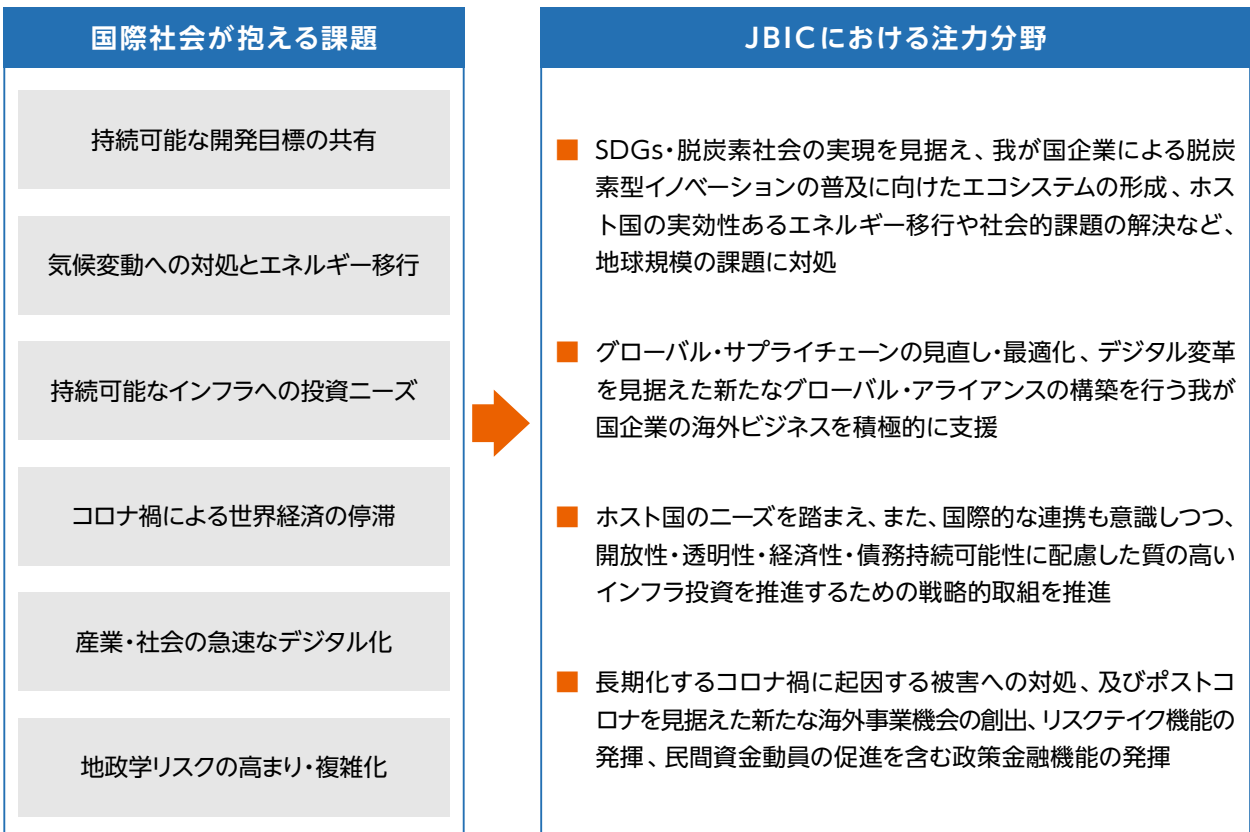 国際社会が抱える課題
持続可能な開発目標の共有
気候変動への対処とエネルギー移行
持続可能なインフラへの投資ニーズ
コロナ禍による世界経済の停滞
産業・社会の急速なデジタル化
地政学リスクの高まり・複雑化
JBICにおける注力分野
■ SDGs・脱炭素社会の実現を見据え、我が国企業による脱炭
素型イノベーションの普及に向けたエコシステムの形成、ホス
ト国の実効性あるエネルギー移行や社会的課題の解決など、
地球規模の課題に対処
■ グローバル・サプライチェーンの見直し・最適化、デジタル変革
を見据えた新たなグローバル・アライアンスの構築を行う我が
国企業の海外ビジネスを積極的に支援
■ ホスト国のニーズを踏まえ、また、国際的な連携も意識しつつ、
開放性・透明性・経済性・債務持続可能性に配慮した質の高い
インフラ投資を推進するための戦略的取組を推進
■ 長期化するコロナ禍に起因する被害への対処、及びポストコ
ロナを見据えた新たな海外事業機会の創出、リスクテイク機能の
発揮、民間資金動員の促進を含む政策金融機能の発揮